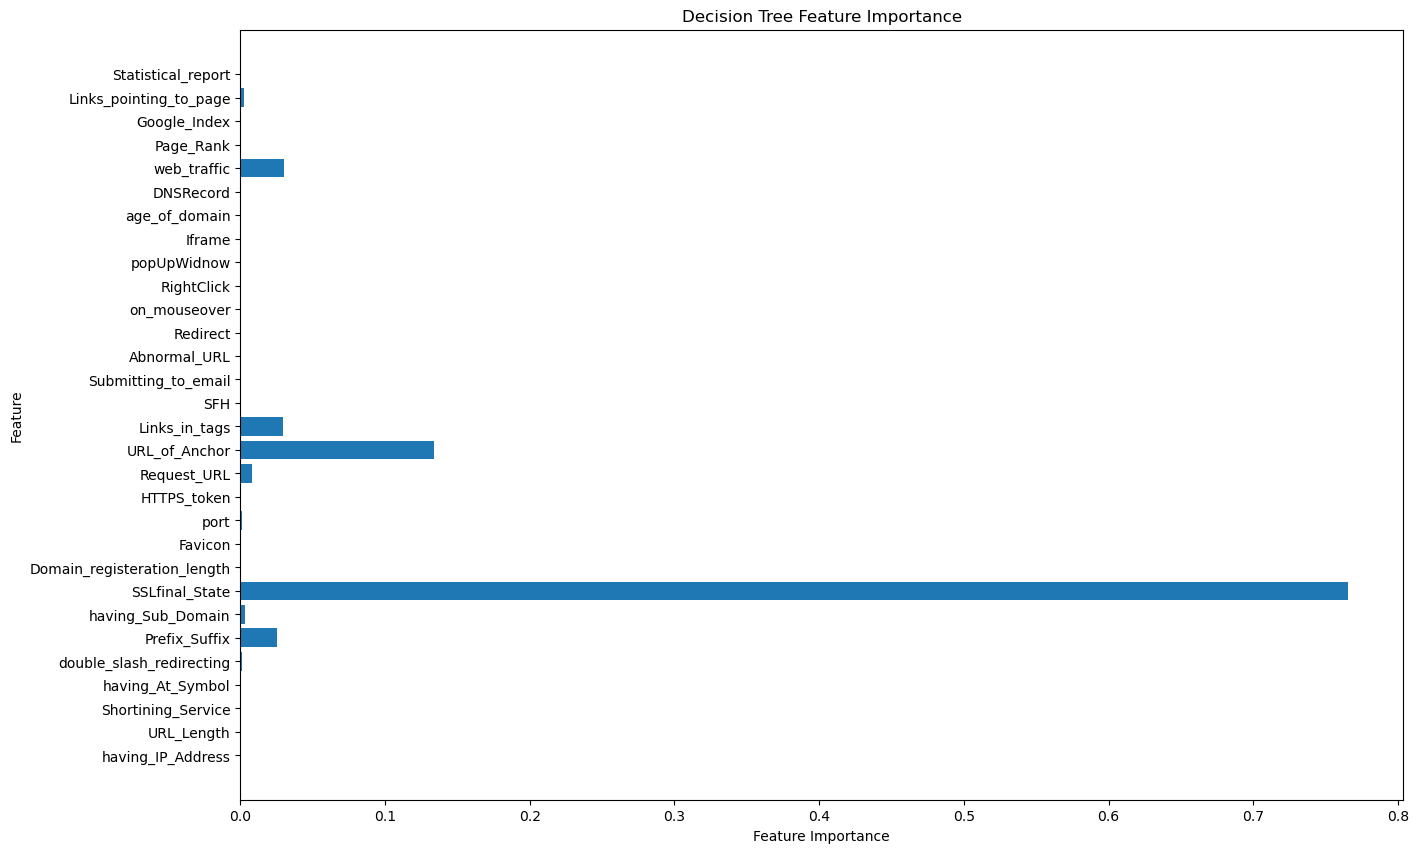 Decision Tree Feature Importance
Statistical_report
Links_pointing_to_page
Google_Index
Page_Rank
web_traffic
DNSRecord
age_of_domain
Iframe
popUpWidnow
RightClick
on_mouseover
Redirect
Abnormal_URL
Submitting_to_email
SFH
Links_in_tags
URL_of_Anchor
Request_URL
HTTPS_token
port
Favicon
Domain_registeration_length
SSLfinal_State
having_Sub_Domain
Prefix_Suffix
double_slash_redirecting
having_At_Symbol
Shortining_Service
URL_Length
having_IP_Address
Feature
0.0 0.1 0.2 0.3 0.4 0.5 0.6 0.7 0.8
Feature Importance